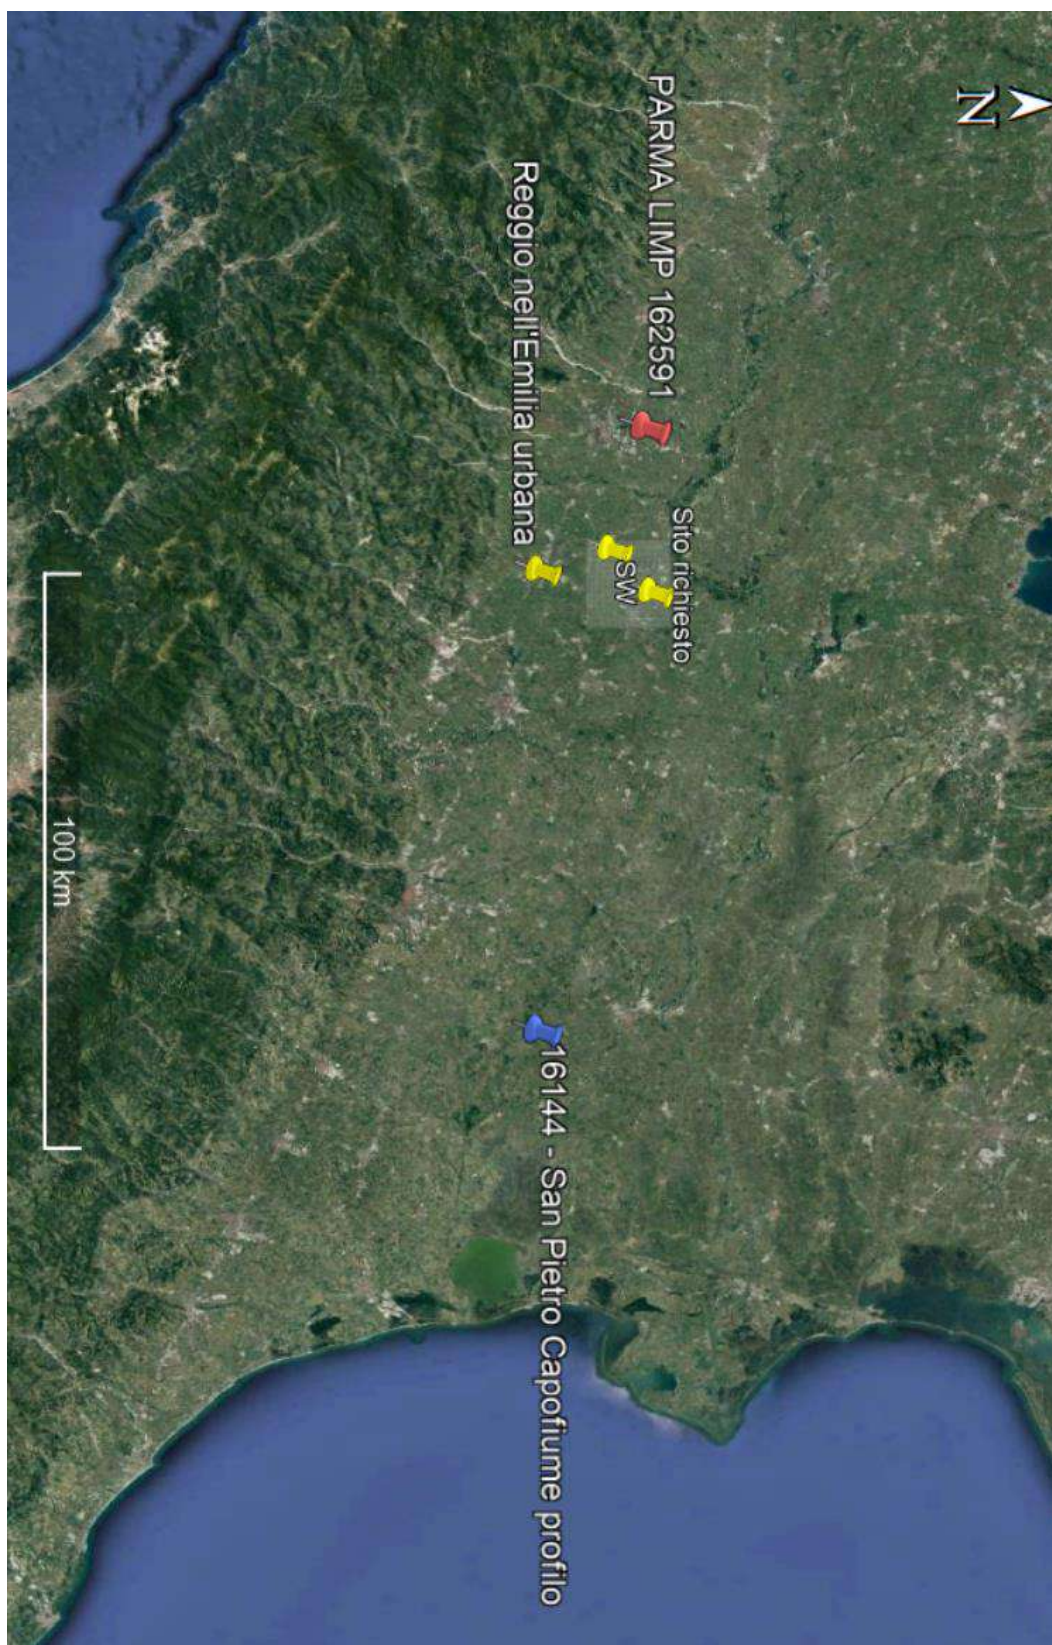 N
PARMA LIMP 162591
Sito richiesto
SW
Reggio nell'Emilia urbana
16144 - San Pietro Capofiume profilo
100 km